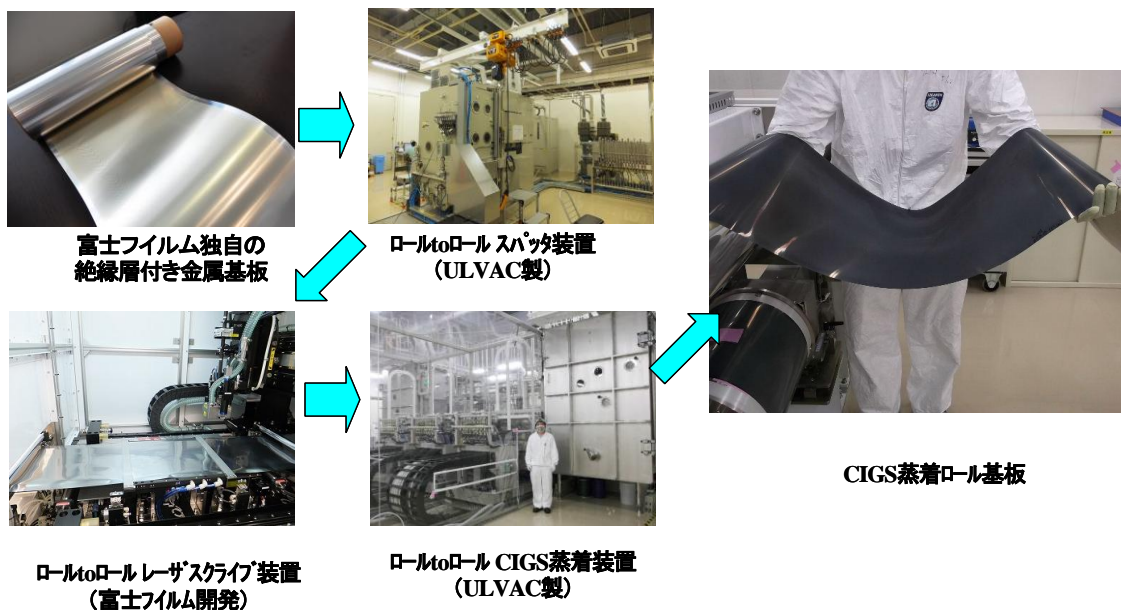 富士フイルム独自の
絶縁層付き金属基板
ﾛｰﾙtoﾛｰﾙ ｽﾊﾟｯﾀ装置
（ULVAC製）
ﾛｰﾙtoﾛｰﾙ ﾚｰｻﾞｽｸﾗｲﾌﾞ装置
（富士ﾌｲﾙﾑ開発）
ﾛｰﾙtoﾛｰﾙ CIGS蒸着装置
（ULVAC製）
CIGS蒸着ﾛｰﾙ基板